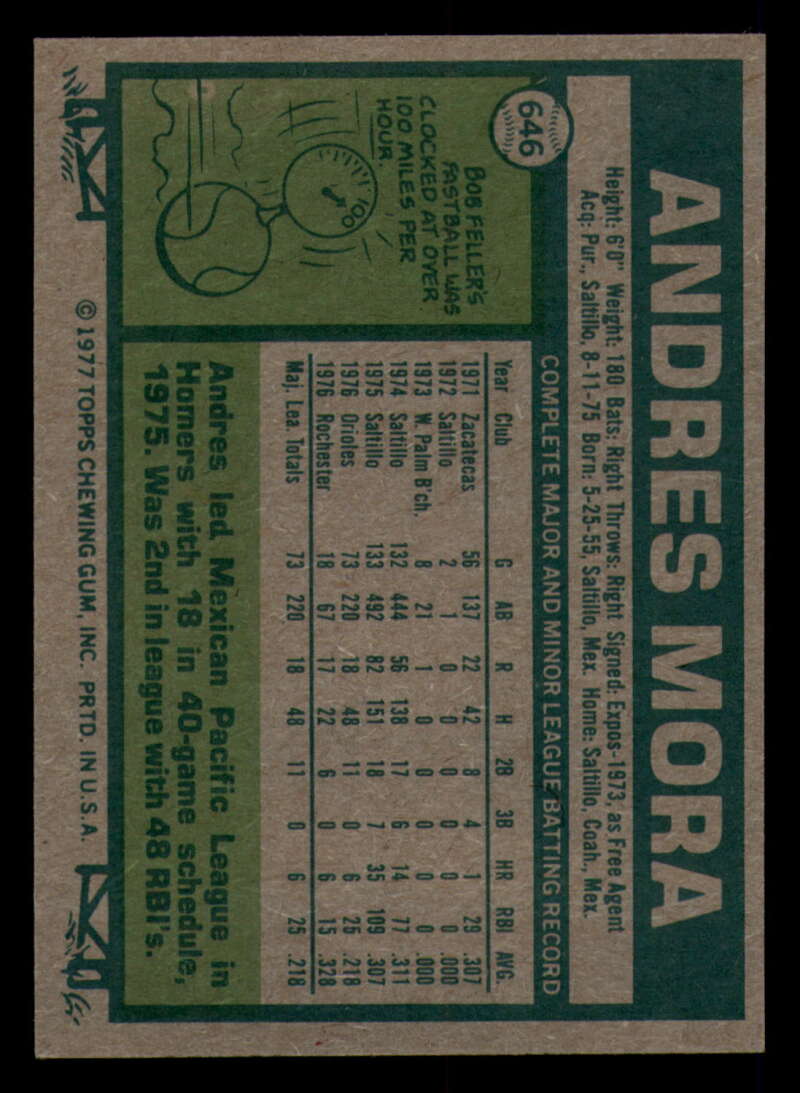 646
ANDRES MORA
Height: 6'0" Weight: 180 Bats: Right Throws: Right Signed: Expos-1973, as Free Agent
Acq: Pur., Saltillo, 8-11-75 Born: 5-25-55, Saltillo, Mex. Home: Saltillo, Coah., Mex.
COMPLETE MAJOR AND MINOR LEAGUE BATTING RECORD
Year Club G AB R H 2B 3B HR RBI AVG.
1971 Zacatecas 56 137 22 42 8 4 1 29 .307
1972 Saltillo 2 1 0 0 0 0 0 0 .000
1973 W. Palm B'ch. 8 21 1 0 0 0 0 0 .000
1974 Saltillo 132 444 56 138 17 6 14 77 .311
1975 Saltillo 133 492 82 151 18 7 35 109 .307
1976 Orioles 73 220 18 48 11 0 6 25 .218
1976 Rochester 18 67 17 22 6 0 6 15 .328
Maj. Lea. Totals 73 220 18 48 11 0 6 25 .218
BOB FELLER'S
FASTBALL WAS
CLOCKED AT OVER
100 MILES PER
HOUR.
100
Andres led Mexican Pacific League in
Homers with 18 in 40-game schedule,
1975. Was 2nd in league with 48 RBI's.
© 1977 TOPPS CHEWING GUM, INC. PRTD. IN U.S.A.